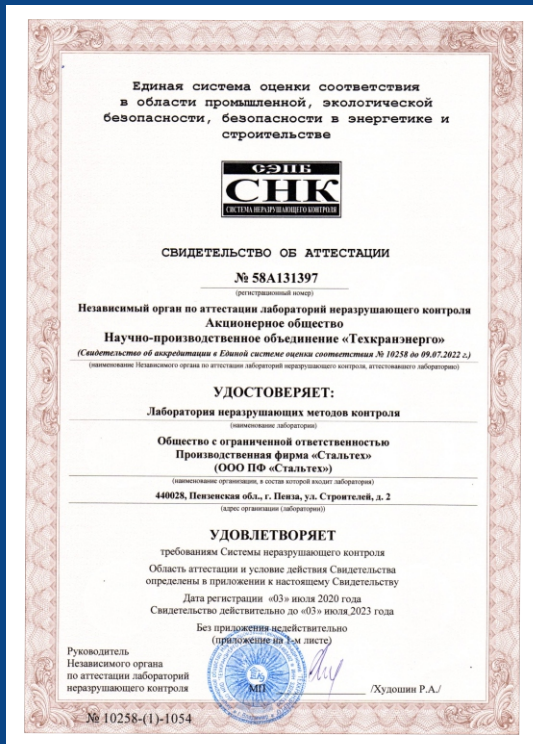 Единая система оценки соответствия
в области промышленной, экологической
безопасности, безопасности в энергетике и
строительстве
СЭПБ
СНК
СИСТЕМА НЕРАЗРУШАЮЩЕГО КОНТРОЛЯ
СВИДЕТЕЛЬСТВО ОБ АТТЕСТАЦИИ
№ 58А131397
(регистрационный номер)
Независимый орган по аттестации лабораторий неразрушающего контроля
Акционерное общество
Научно-производственное объединение «Техкранэнерго»
(Свидетельство об аккредитации в Единой системе оценки соответствия № 10258 до 09.07.2022 г.)
(наименование Независимого органа по аттестации лабораторий неразрушающего контроля, аттестовавшего лабораторию)
УДОСТОВЕРЯЕТ:
Лаборатория неразрушающих методов контроля
(наименование лаборатории)
Общество с ограниченной ответственностью
Производственная фирма «Стальтех»
(ООО ПФ «Стальтех»)
(наименование организации, в состав которой входит лаборатория)
440028, Пензенская обл., г. Пенза, ул. Строителей, д. 2
(адрес организации (лаборатории))
УДОВЛЕТВОРЯЕТ
требованиям Системы неразрушающего контроля
Область аттестации и условие действия Свидетельства
определены в приложении к настоящему Свидетельству
Дата регистрации «03» июля 2020 года
Свидетельство действительно до «03» июля 2023 года
Без приложения недействительно
(приложение на 1-м листе)
Руководитель
Независимого органа
по аттестации лабораторий
неразрушающего контроля МП /Худошин Р.А./
№ 10258-(1)-1054